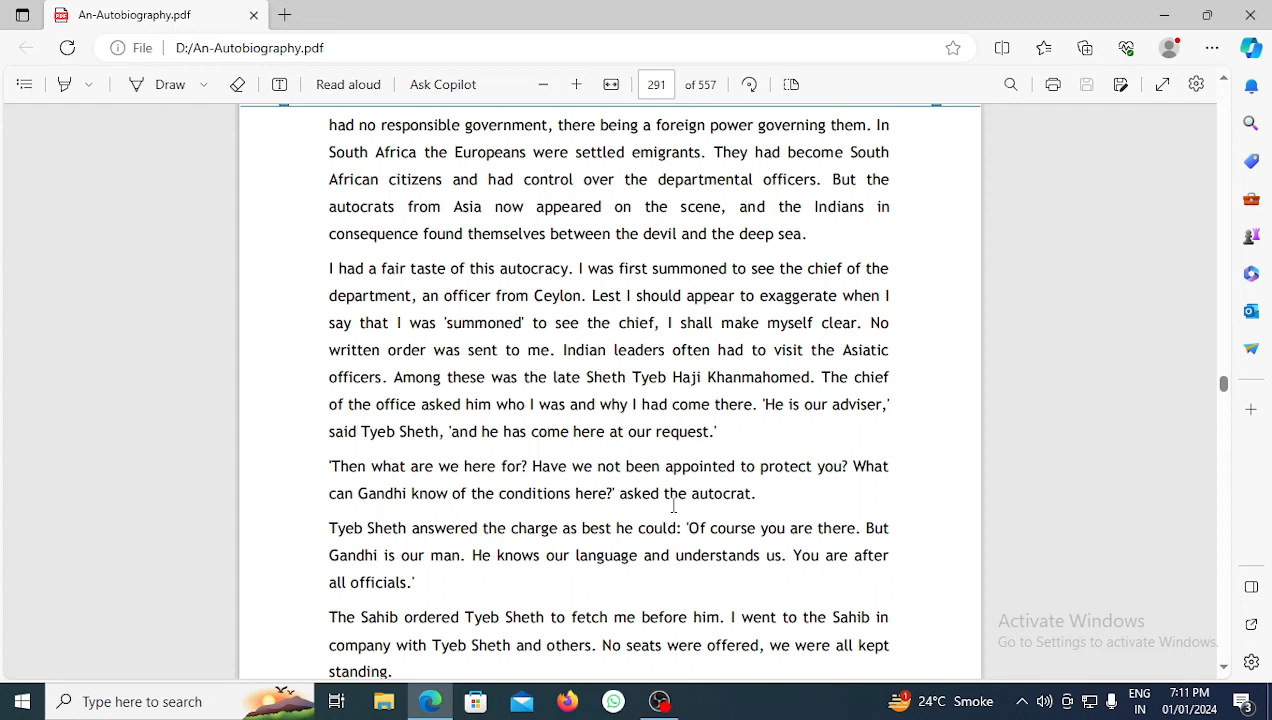 An-Autobiography.pdf
File D:/An-Autobiography.pdf
Draw Read aloud Ask Copilot 291 of 557
had no responsible government, there being a foreign power governing them. In
South Africa the Europeans were settled emigrants. They had become South
African citizens and had control over the departmental officers. But the
autocrats from Asia now appeared on the scene, and the Indians in
consequence found themselves between the devil and the deep sea.
I had a fair taste of this autocracy. I was first summoned to see the chief of the
department, an officer from Ceylon. Lest I should appear to exaggerate when I
say that I was 'summoned' to see the chief, I shall make myself clear. No
written order was sent to me. Indian leaders often had to visit the Asiatic
officers. Among these was the late Sheth Tyeb Haji Khanmahomed. The chief
of the office asked him who I was and why I had come there. 'He is our adviser,'
said Tyeb Sheth, 'and he has come here at our request.'
'Then what are we here for? Have we not been appointed to protect you? What
can Gandhi know of the conditions here?' asked the autocrat.
Tyeb Sheth answered the charge as best he could: 'Of course you are there. But
Gandhi is our man. He knows our language and understands us. You are after
all officials.'
The Sahib ordered Tyeb Sheth to fetch me before him. I went to the Sahib in
company with Tyeb Sheth and others. No seats were offered, we were all kept
standing.
Activate Windows
Go to Settings to activate Windows.
Type here to search
1
24°C Smoke
ENG
IN
7:11 PM
01/01/2024
3